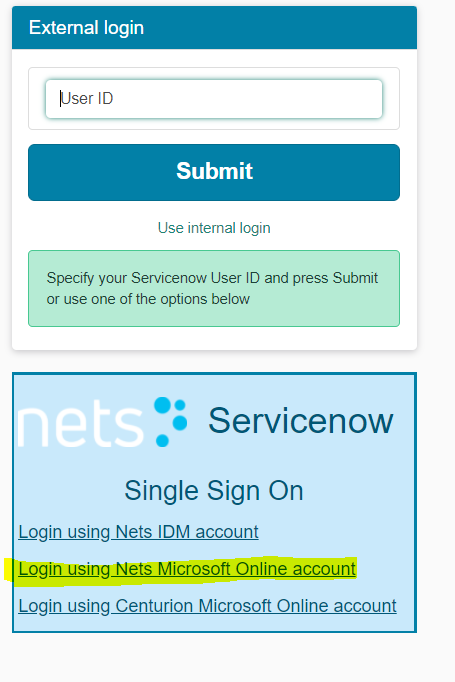 External login
User ID
Submit
Use internal login
Specify your Servicenow User ID and press Submit
or use one of the options below
nets Servicenow
Single Sign On
Login using Nets IDM account
Login using Nets Microsoft Online account
Login using Centurion Microsoft Online account